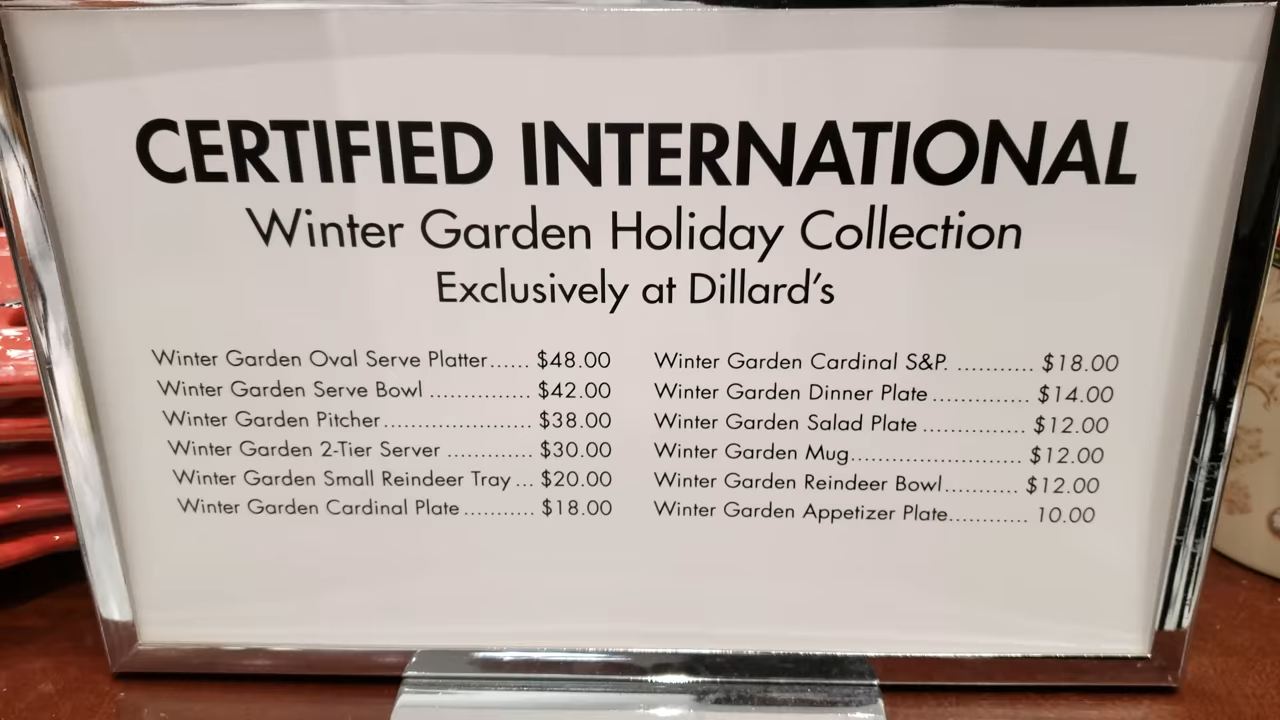 CERTIFIED INTERNATIONAL
Winter Garden Holiday Collection
Exclusively at Dillard's
Winter Garden Oval Serve Platter...... $48.00
Winter Garden Serve Bowl ............... $42.00
Winter Garden Pitcher...................... $38.00
Winter Garden 2-Tier Server ............. $30.00
Winter Garden Small Reindeer Tray ... $20.00
Winter Garden Cardinal Plate ........... $18.00
Winter Garden Cardinal S&P. ........... $18.00
Winter Garden Dinner Plate .............. $14.00
Winter Garden Salad Plate ............... $12.00
Winter Garden Mug......................... $12.00
Winter Garden Reindeer Bowl........... $12.00
Winter Garden Appetizer Plate............ 10.00